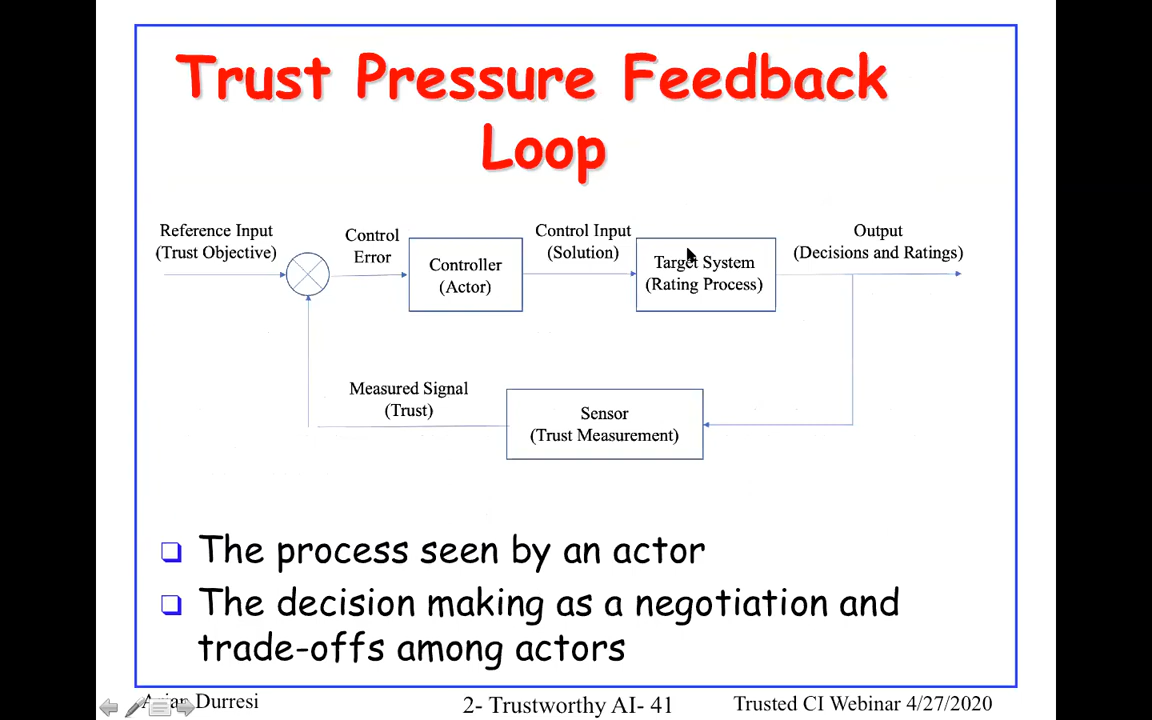 Trust Pressure Feedback
Loop
Reference Input
(Trust Objective)
Control
Error
Controller
(Actor)
Control Input
(Solution)
Target System
(Rating Process)
Output
(Decisions and Ratings)
Measured Signal
(Trust)
Sensor
(Trust Measurement)
The process seen by an actor
The decision making as a negotiation and
trade-offs among actors
Arjan Durresi
2- Trustworthy AI- 41
Trusted CI Webinar 4/27/2020